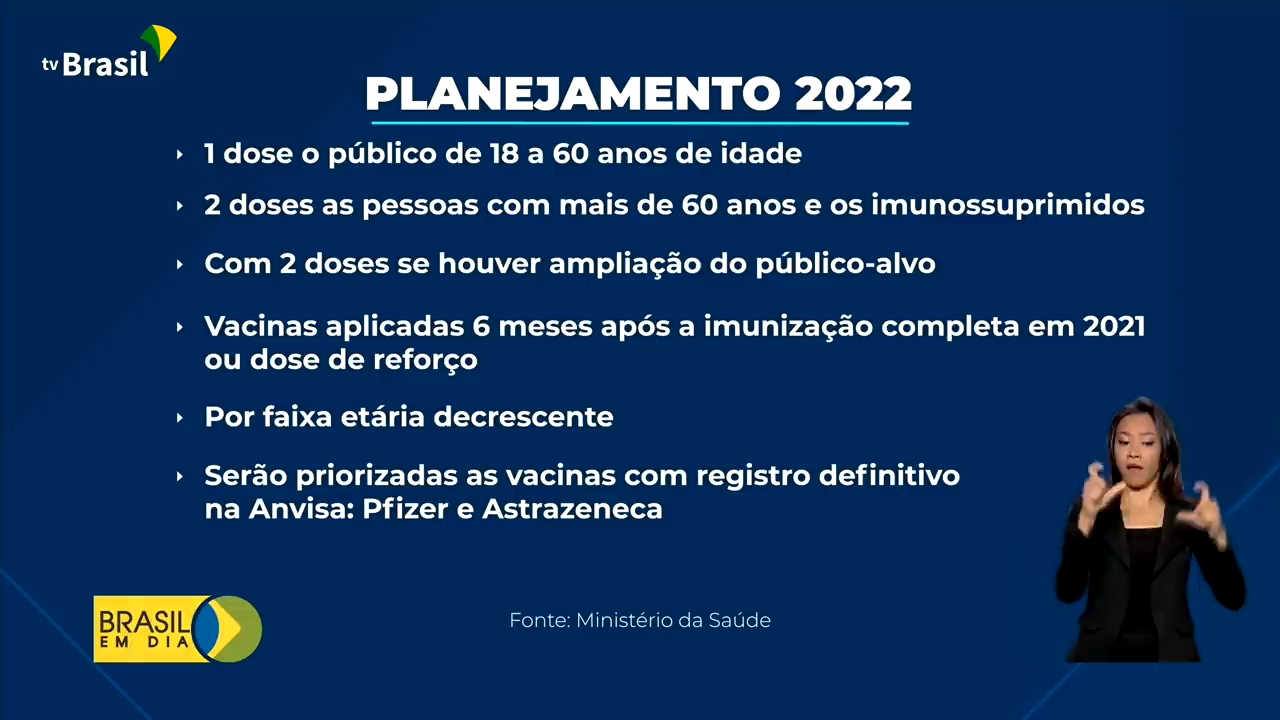 tv Brasil
PLANEJAMENTO 2022
1 dose o público de 18 a 60 anos de idade
2 doses as pessoas com mais de 60 anos e os imunossuprimidos
Com 2 doses se houver ampliação do público-alvo
Vacinas aplicadas 6 meses após a imunização completa em 2021
ou dose de reforço
Por faixa etária decrescente
Serão priorizadas as vacinas com registro definitivo
na Anvisa: Pfizer e Astrazeneca
BRASIL
EM DIA
Fonte: Ministério da Saúde